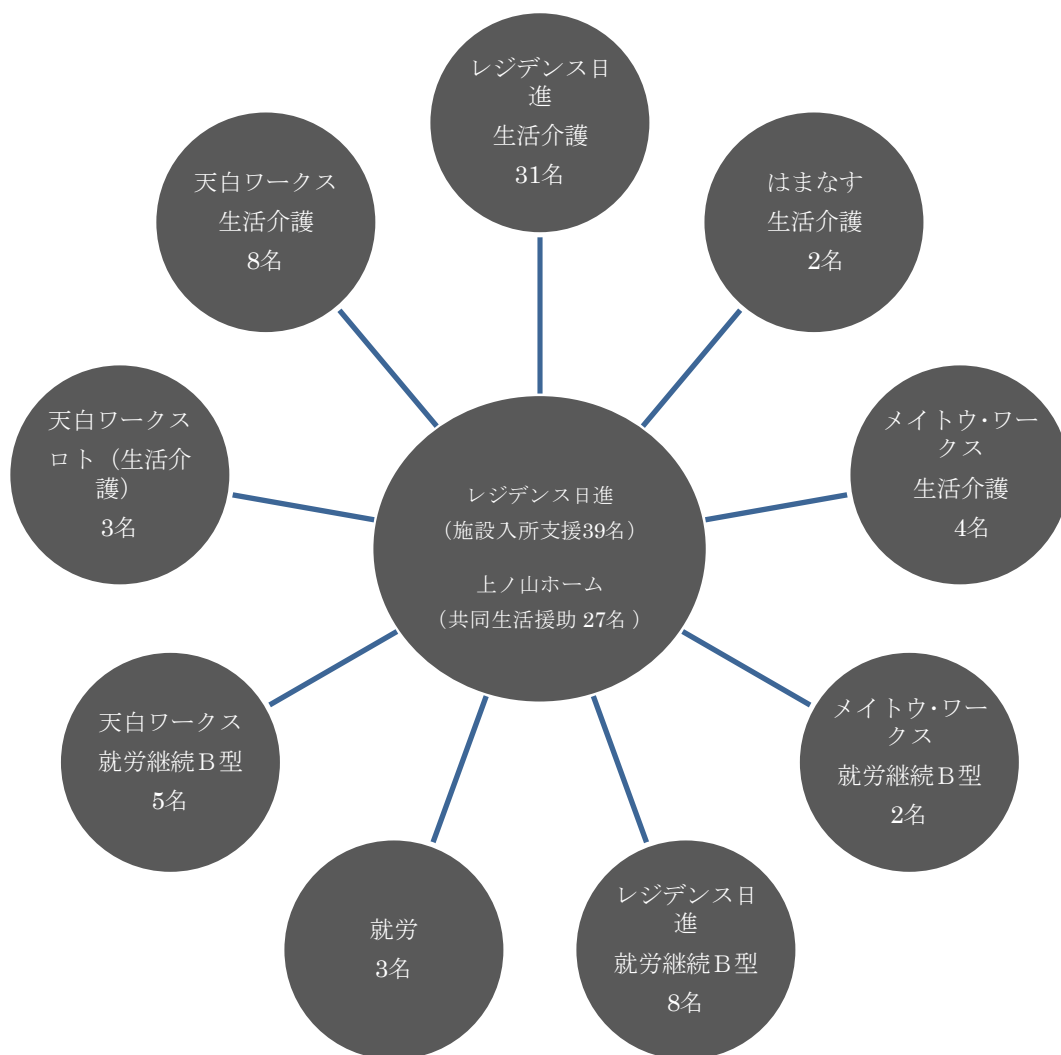 レジデンス日
進
生活介護
31名
はまなす
生活介護
2名
メイトウ・ワー
クス
生活介護
4名
メイトウ・ワー
クス
就労継続Ｂ型
2名
レジデンス日
進
就労継続Ｂ型
8名
就労
3名
天白ワークス
就労継続Ｂ型
5名
天白ワークス
ロト（生活介
護）
3名
天白ワークス
生活介護
8名
レジデンス日進
（施設入所支援39名）
上ノ山ホーム
（共同生活援助 27名 ）